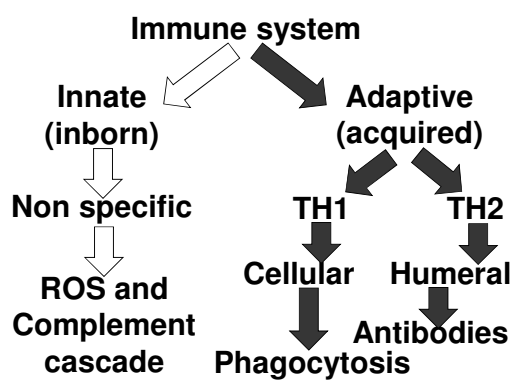 Immune system
Innate
(inborn)
Adaptive
(acquired)
Non specific
TH1
TH2
Cellular
Humeral
ROS and
Complement
cascade
Antibodies
Phagocytosis